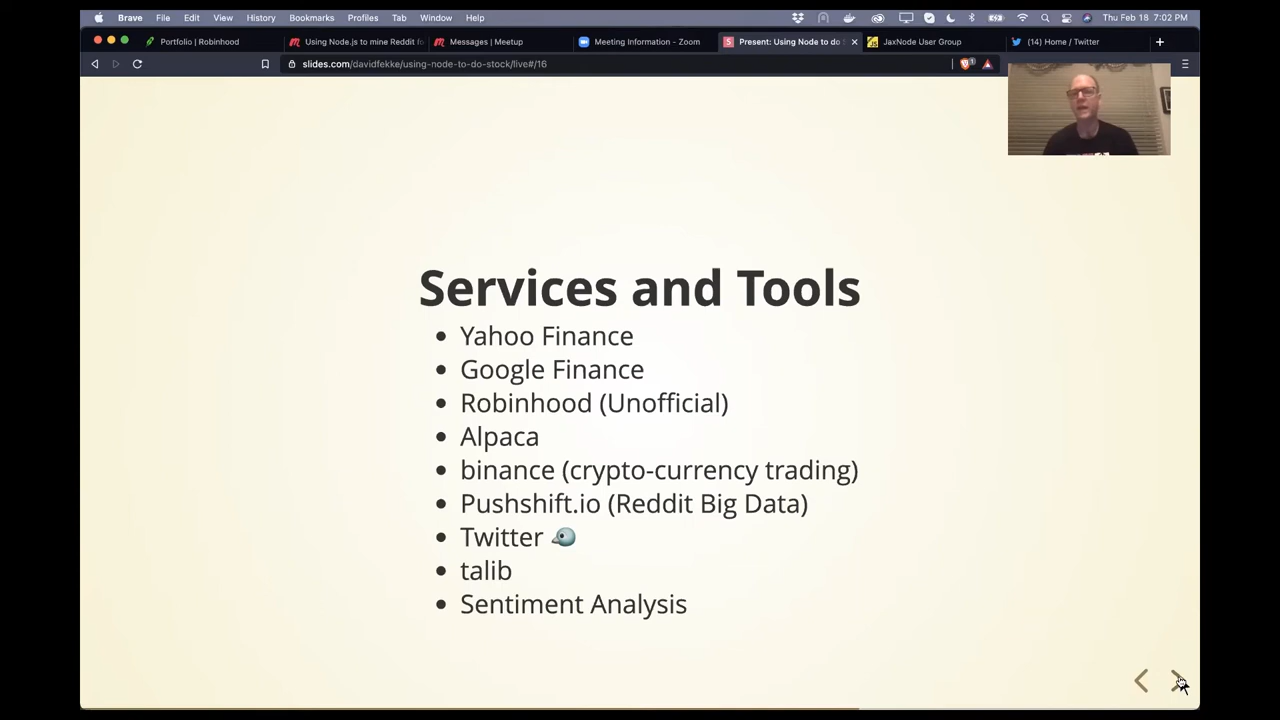 Brave File Edit View History Bookmarks Profiles Tab Window Help Thu Feb 18 7:02 PM
Portfolio | Robinhood Using Node.js to mine Reddit fo Messages | Meetup Meeting Information - Zoom Present: Using Node to do S JaxNode User Group (14) Home / Twitter
slides.com/davidfekke/using-node-to-do-stock/live#/16
Services and Tools
• Yahoo Finance
• Google Finance
• Robinhood (Unofficial)
• Alpaca
• binance (crypto-currency trading)
• Pushshift.io (Reddit Big Data)
• Twitter 🐦
• talib
• Sentiment Analysis